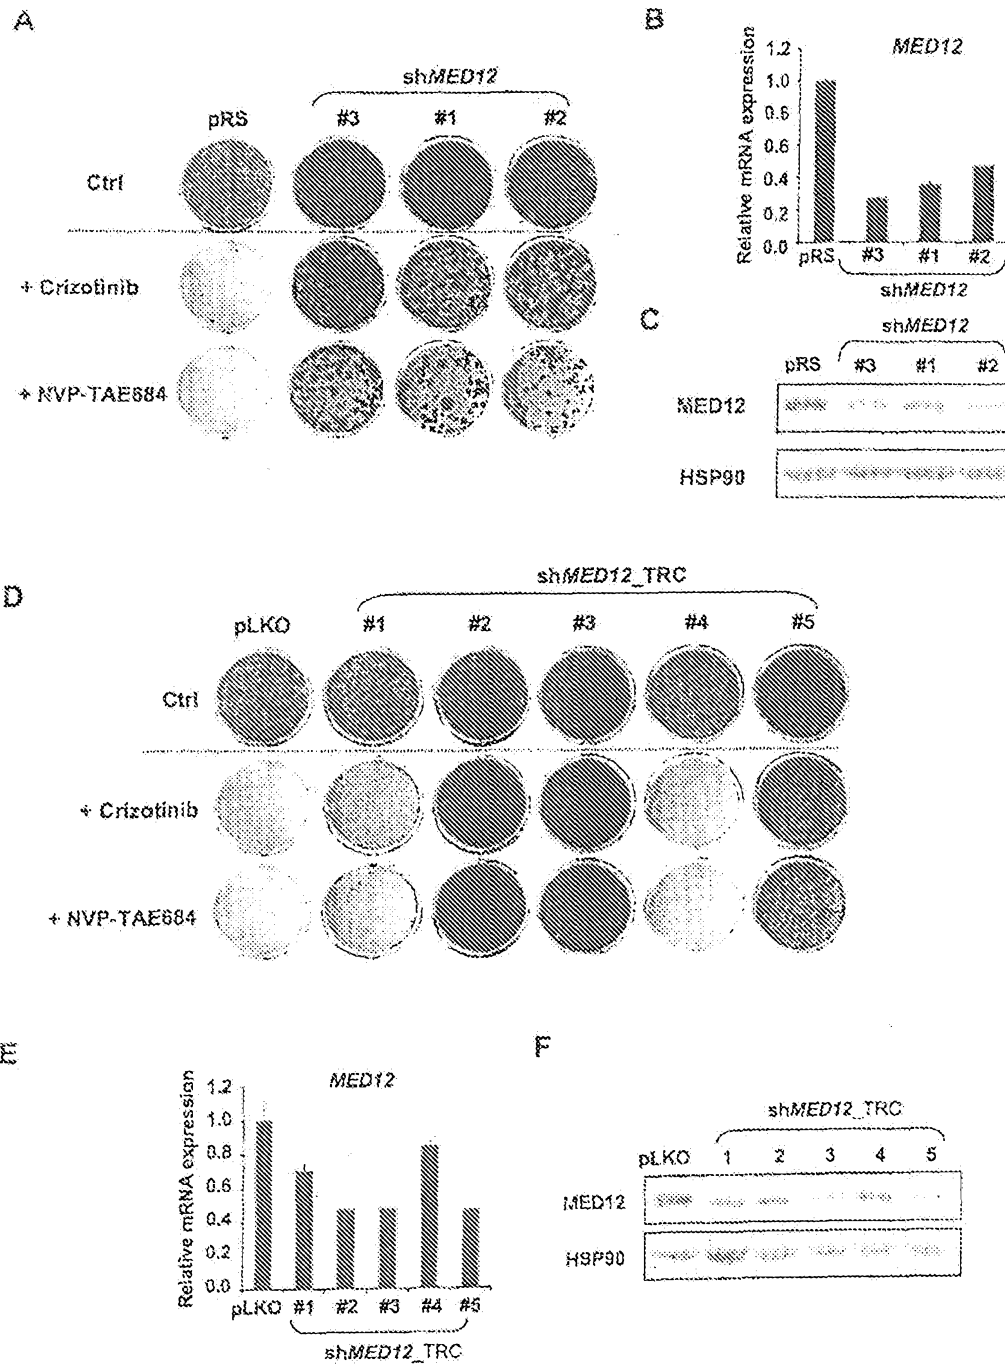 A
shMED12
pRS #3 #1 #2
Ctrl
+ Crizotinib
+ NVP-TAE684
B
MED12
Relative mRNA expression
1.2
1.0
0.8
0.6
0.4
0.2
0.0
pRS #3 #1 #2
shMED12
C
shMED12
pRS #3 #1 #2
MED12
HSP90
D
shMED12_TRC
pLKO #1 #2 #3 #4 #5
Ctrl
+ Crizotinib
+ NVP-TAE684
E
MED12
Relative mRNA expression
1.2
1.0
0.8
0.6
0.4
0.2
0.0
pLKO #1 #2 #3 #4 #5
shMED12_TRC
F
shMED12_TRC
pLKO 1 2 3 4 5
MED12
HSP90